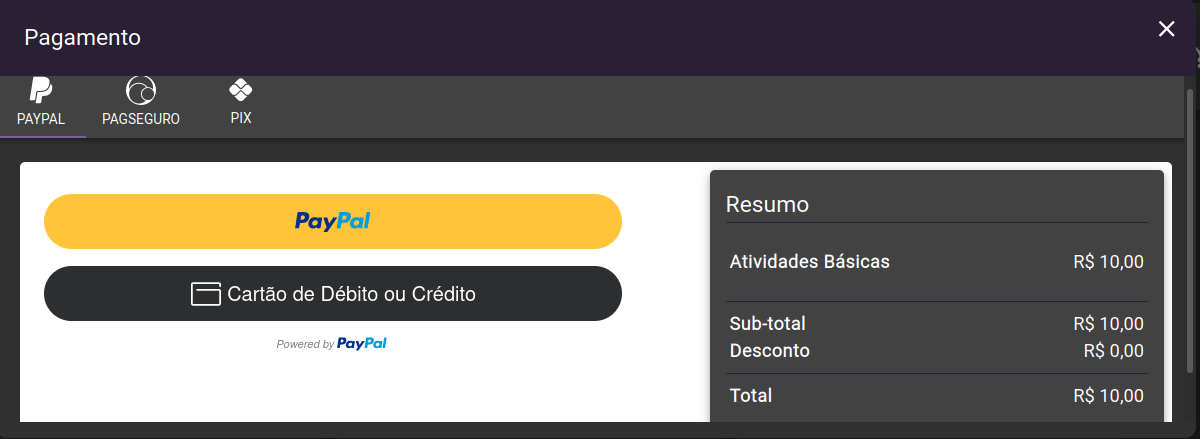 Pagamento
PAYPAL PAGSEGURO PIX
PayPal
Cartão de Débito ou Crédito
Powered by PayPal
Resumo
Atividades Básicas R$ 10,00
Sub-total R$ 10,00
Desconto R$ 0,00
Total R$ 10,00